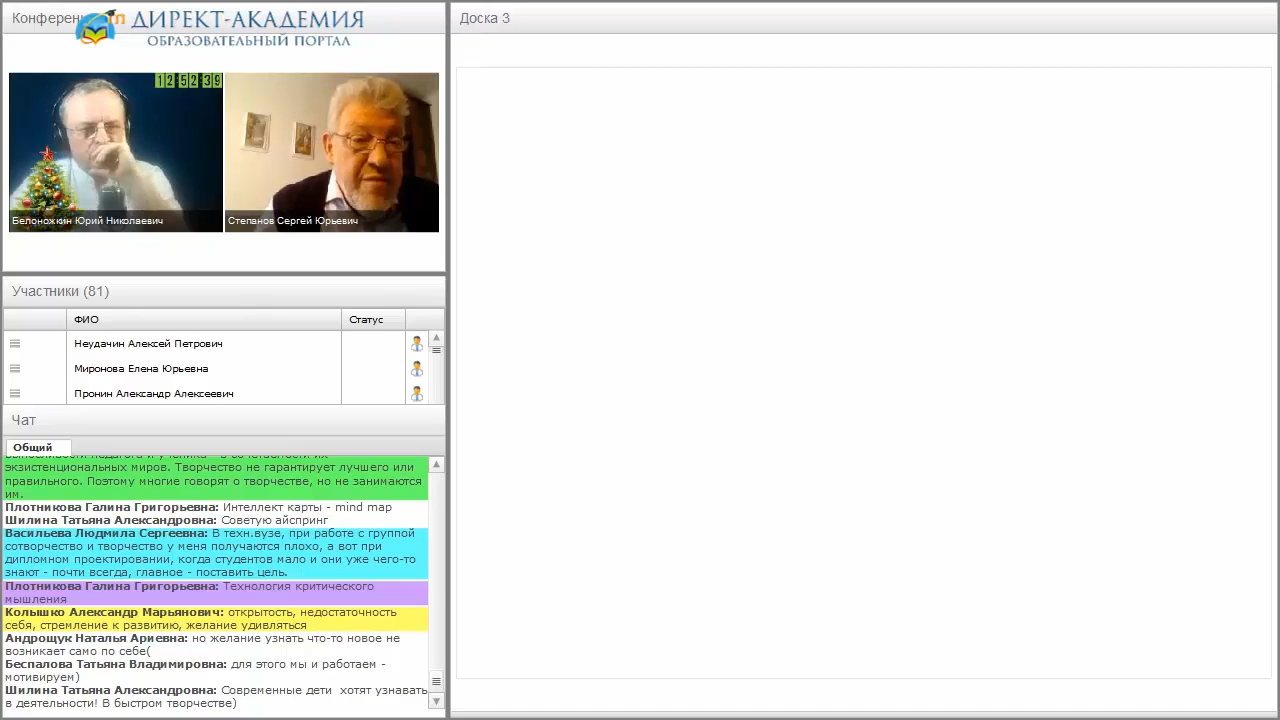 Конферен
ДИРЕКТ-АКАДЕМИЯ
ОБРАЗОВАТЕЛЬНЫЙ ПОРТАЛ
Доска 3
12:52:39
Белоножкин Юрий Николаевич
Степанов Сергей Юрьевич
Участники (81)
ФИО Статус
Неудачин Алексей Петрович
Миронова Елена Юрьевна
Пронин Александр Алексеевич
Чат
Общий
экзистенциональных миров. Творчество не гарантирует лучшего или
правильного. Поэтому многие говорят о творчестве, но не занимаются
им.
Плотникова Галина Григорьевна: Интеллект карты - mind map
Шилина Татьяна Александровна: Советую айспринг
Васильева Людмила Сергеевна: В техн.вузе, при работе с группой
сотворчество и творчество у меня получаются плохо, а вот при
дипломном проектировании, когда студентов мало и они уже чего-то
знают - почти всегда, главное - поставить цель.
Плотникова Галина Григорьевна: Технология критического
мышления
Колышко Александр Марьянович: открытость, недостаточность
себя, стремление к развитию, желание удивляться
Андрощук Наталья Ариевна: но желание узнать что-то новое не
возникает само по себе(
Беспалова Татьяна Владимировна: для этого мы и работаем -
мотивируем)
Шилина Татьяна Александровна: Современные дети хотят узнавать
в деятельности! В быстром творчестве)